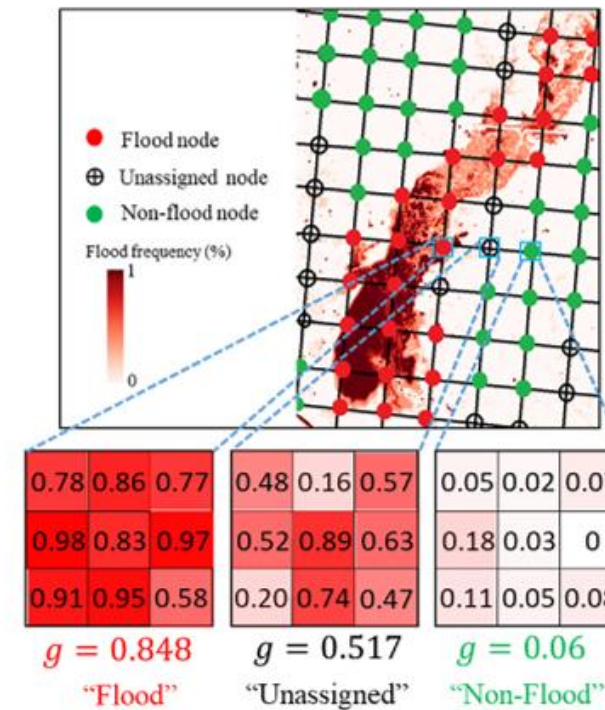 Flood node
Unassigned node
Non-flood node
Flood frequency (%)
1
0
0.78 0.86 0.77
0.98 0.83 0.97
0.91 0.95 0.58
g = 0.848
"Flood"
0.48 0.16 0.57
0.52 0.89 0.63
0.20 0.74 0.47
g = 0.517
"Unassigned"
0.05 0.02
0.18 0.03 0
0.11 0.05
g = 0.06
"Non-Flood"